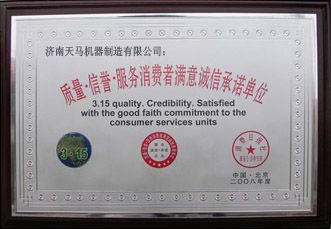 济南天马机器制造有限公司：
质量·信誉·服务消费者满意诚信承诺单位
3.15 quality. Credibility. Satisfied
with the good faith commitment to the
consumer services units
3·15
中国·北京
二〇〇八年度